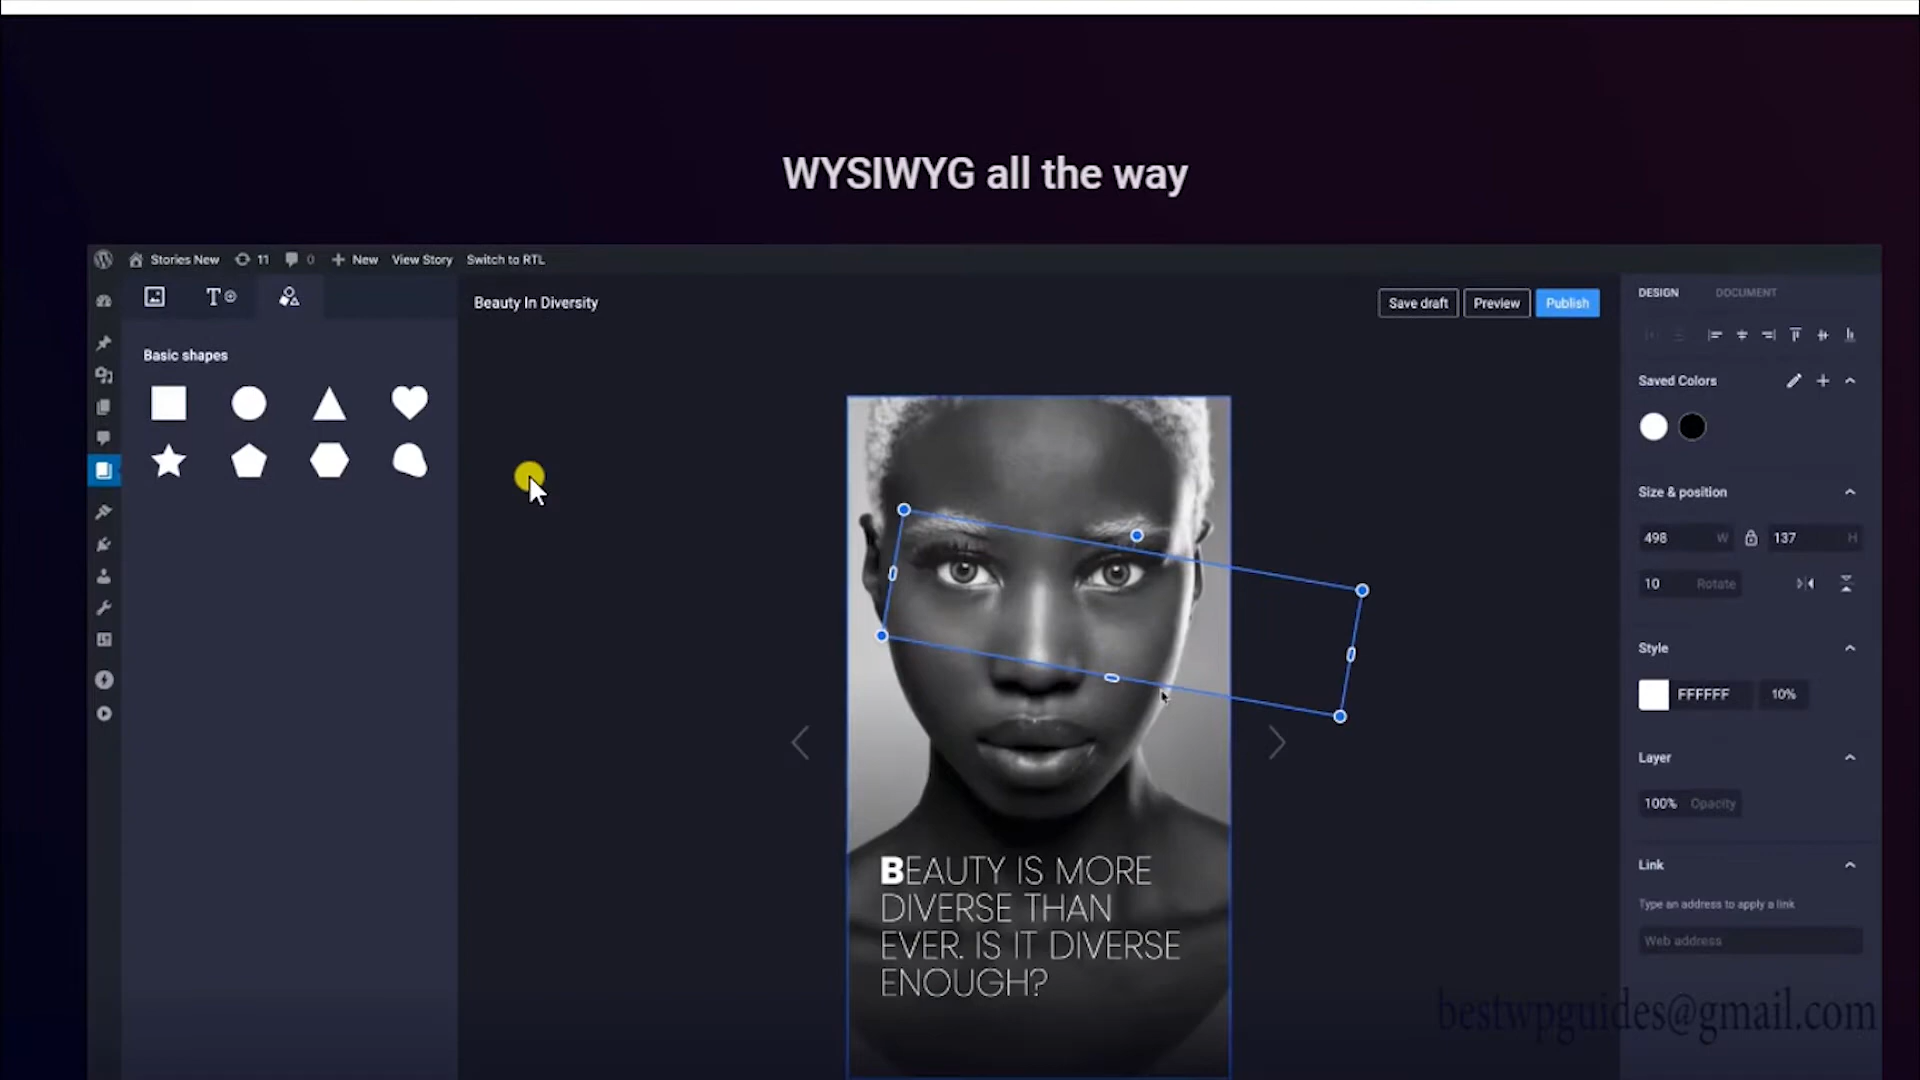 WYSIWYG all the way
Stories New 11 0 New View Story Switch to RTL
T
Beauty In Diversity
Save draft Preview Publish
DESIGN DOCUMENT
Basic shapes
Saved Colors
Size & position
498 W 137 H
10 Rotate
Style
FFFFFF 10%
Layer
100% Opacity
Link
Type an address to apply a link
Web address
BEAUTY IS MORE
DIVERSE THAN
EVER. IS IT DIVERSE
ENOUGH?
bestwpguides@gmail.com